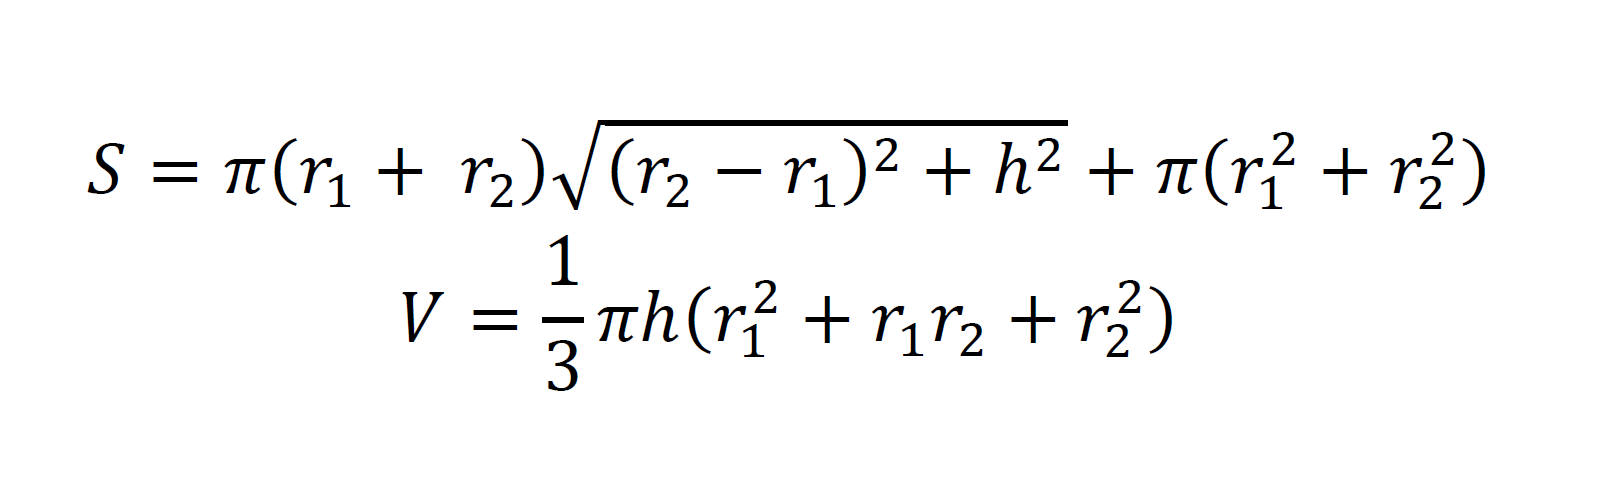 S = π(r₁ + r₂)√((r₂ − r₁)² + h²) + π(r₁² + r₂²)
V = 1/3 πh(r₁² + r₁r₂ + r₂²)